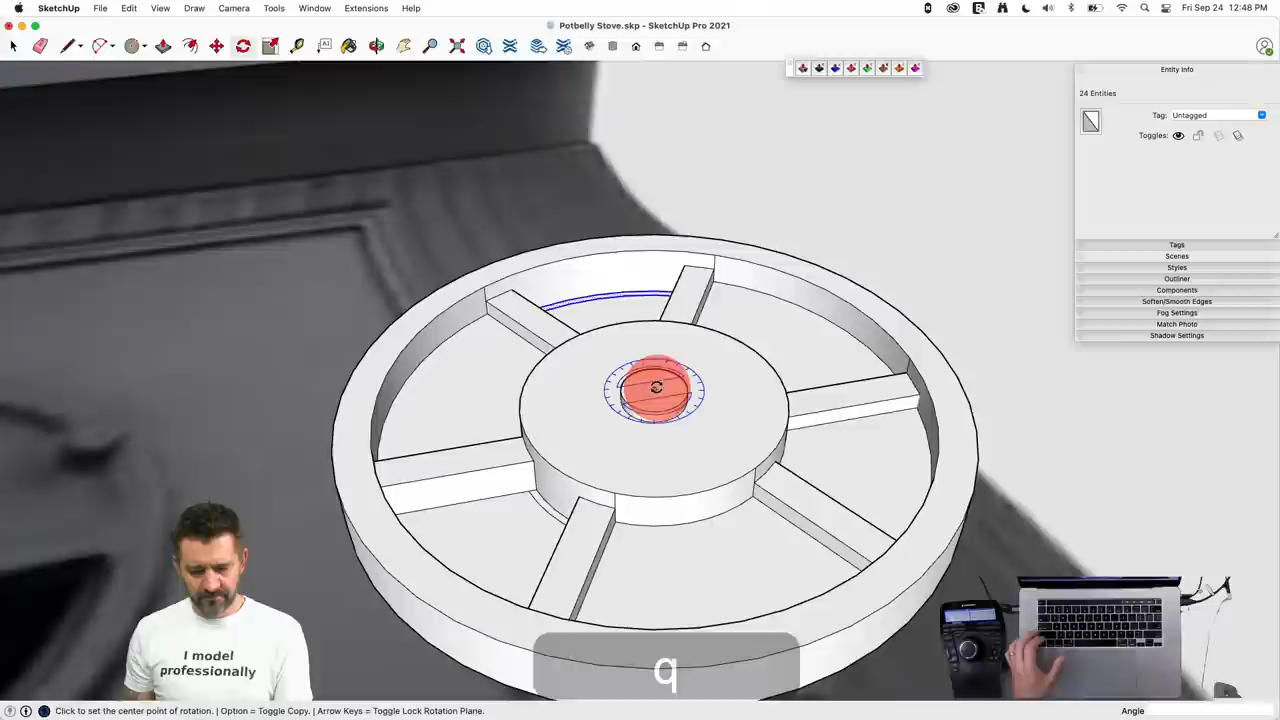 SketchUp File Edit View Draw Camera Tools Window Extensions Help
Fri Sep 24 12:48 PM
Potbelly Stove.skp - SketchUp Pro 2021
Entity Info
24 Entities
Tag: Untagged
Toggles:
Tags
Scenes
Styles
Outliner
Components
Soften/Smooth Edges
Fog Settings
Match Photo
Shadow Settings
I model
professionally
q
Click to set the center point of rotation. | Option = Toggle Copy. | Arrow Keys = Toggle Lock Rotation Plane.
Angle